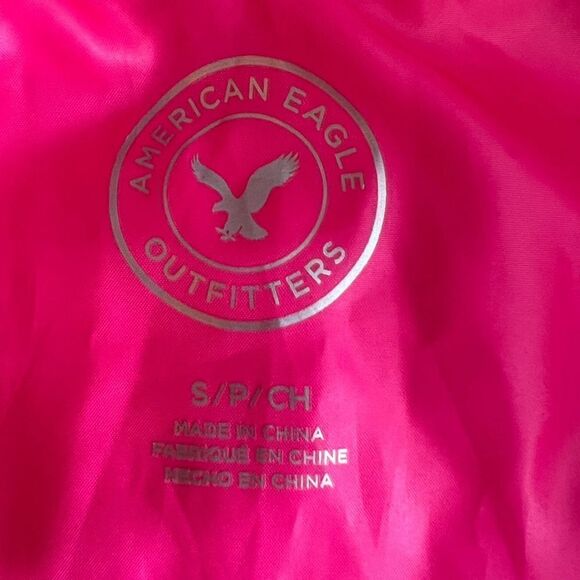 AMERICAN EAGLE
OUTFITTERS
S/P/CH
MADE IN CHINA
FABRIQUÉ EN CHINE
HECHO EN CHINA